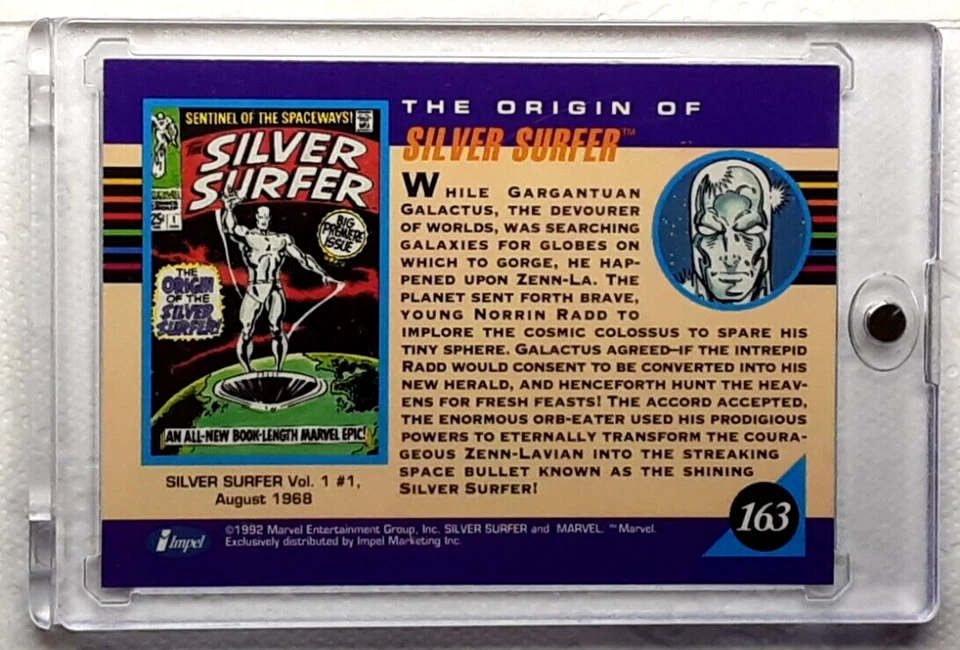 SENTINEL OF THE SPACEWAYS!
THE
SILVER
SURFER
25¢ 1
BIG
PREMIERE
ISSUE
THE
ORIGIN
OF THE
SILVER
SURFER!
AN ALL-NEW BOOK-LENGTH MARVEL EPIC!
SILVER SURFER Vol. 1 #1,
August 1968
THE ORIGIN OF
SILVER SURFER™
WHILE GARGANTUAN
GALACTUS, THE DEVOURER
OF WORLDS, WAS SEARCHING
GALAXIES FOR GLOBES ON
WHICH TO GORGE, HE HAP-
PENED UPON ZENN-LA. THE
PLANET SENT FORTH BRAVE,
YOUNG NORRIN RADD TO
IMPLORE THE COSMIC COLOSSUS TO SPARE HIS
TINY SPHERE. GALACTUS AGREED—IF THE INTREPID
RADD WOULD CONSENT TO BE CONVERTED INTO HIS
NEW HERALD, AND HENCEFORTH HUNT THE HEAV-
ENS FOR FRESH FEASTS! THE ACCORD ACCEPTED,
THE ENORMOUS ORB-EATER USED HIS PRODIGIOUS
POWERS TO ETERNALLY TRANSFORM THE COURA-
GEOUS ZENN-LAVIAN INTO THE STREAKING
SPACE BULLET KNOWN AS THE SHINING
SILVER SURFER!
163
Impel
©1992 Marvel Entertainment Group, Inc. SILVER SURFER and MARVEL: ™Marvel.
Exclusively distributed by Impel Marketing Inc.